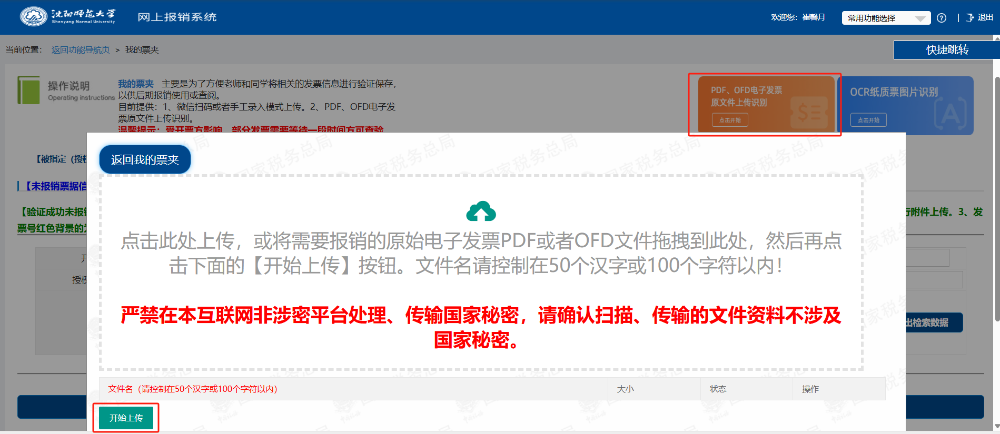 沈阳师范大学
Shenyang Normal University
网上报销系统
欢迎您：崔馨月
常用功能选择
退出
当前位置： 返回功能导航页 > 我的票夹
快捷跳转
操作说明
Operating instructions
我的票夹 主要是为了方便老师和同学将相关的发票信息进行验证保存，
以供后期报销使用或查阅。
目前提供：1、微信扫码或者手工录入模式上传。2、PDF、OFD电子发
票原文件上传识别。
温馨提示：受开票方影响，部分发票需要等待一段时间方可查验
PDF、OFD电子发票
原文件上传识别
点击开始
OCR纸质票图片识别
点击开始
【被指定（授权
返回我的票夹
【未报销票据信
【验证成功未报销
行附件上传。3、发
票号红色背景的为
点击此处上传，或将需要报销的原始电子发票PDF或者OFD文件拖拽到此处，然后再点
击下面的【开始上传】按钮。文件名请控制在50个汉字或100个字符以内！
开
授权
严禁在本互联网非涉密平台处理、传输国家秘密，请确认扫描、传输的文件资料不涉及
国家秘密。
出检索数据
文件名（请控制在50个汉字或100个字符以内） 大小 状态 操作
开始上传
国家税务总局